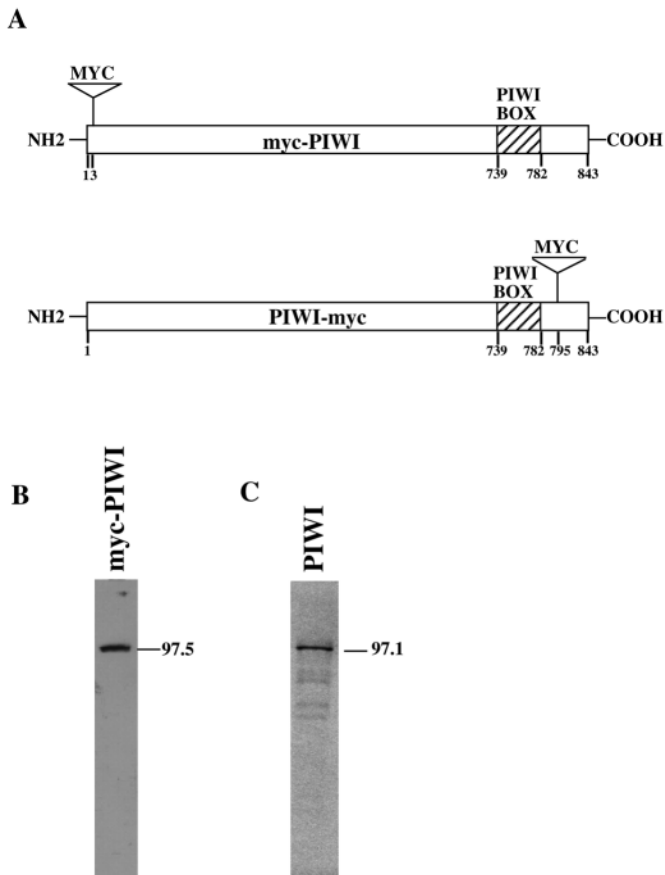 A
MYC
PIWI
BOX
NH2
myc-PIWI
COOH
13
739
782
843
MYC
PIWI
BOX
NH2
PIWI-myc
COOH
1
739
782
795
843
B
myc-PIWI
97.5
C
PIWI
97.1